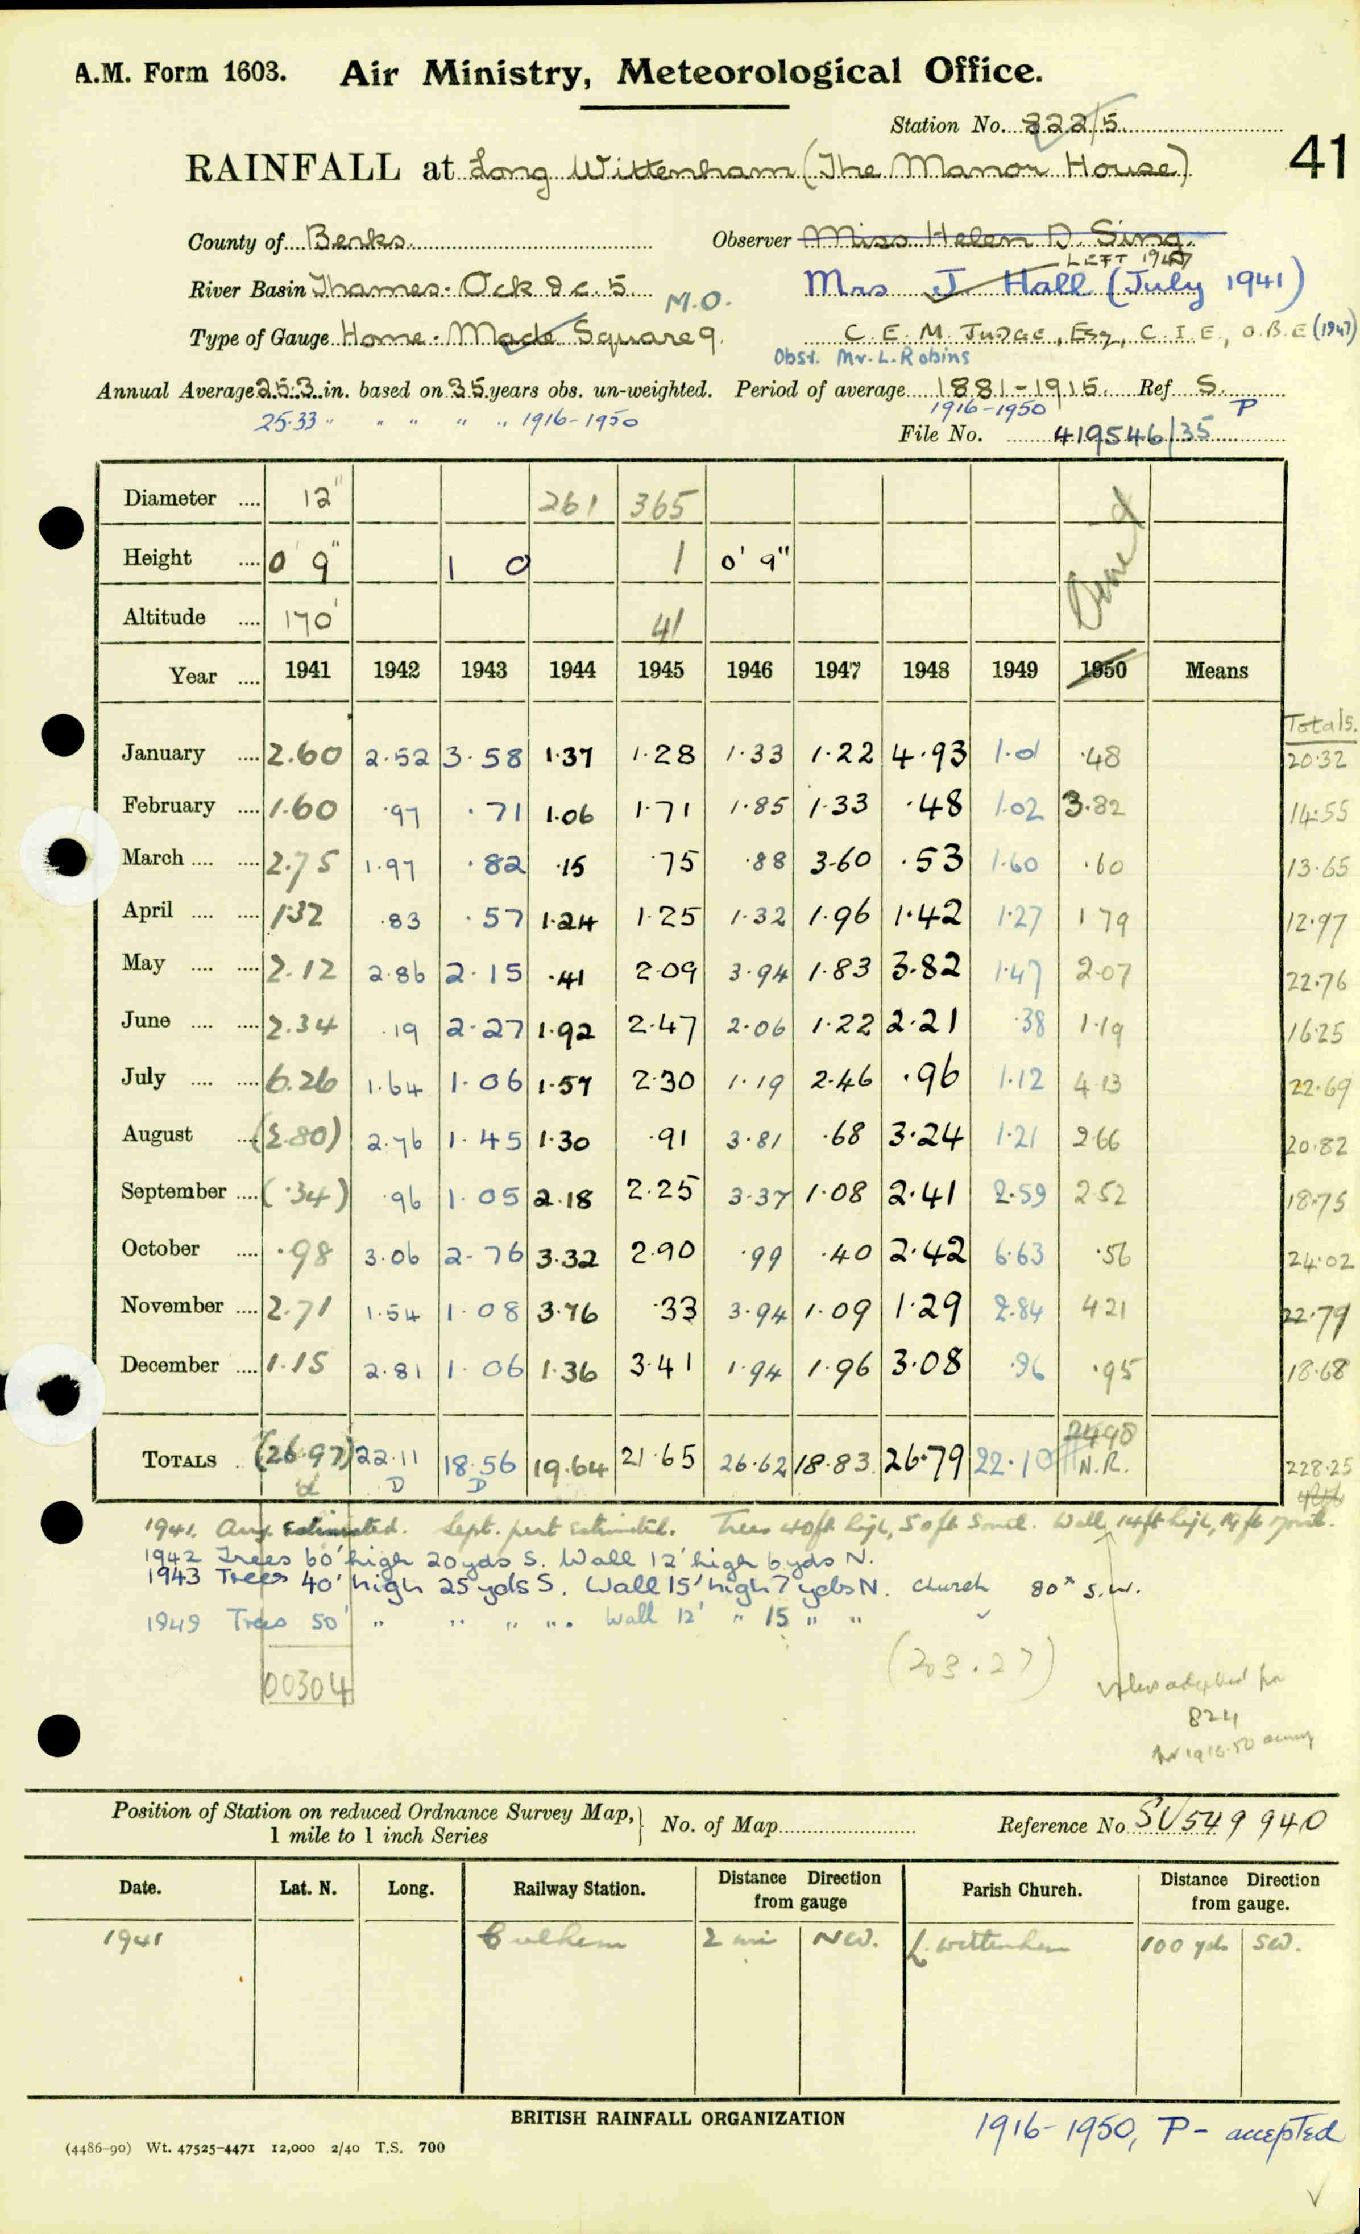 A.M. Form 1603. Air Ministry, Meteorological Office.
Station No. 222/5
41
RAINFALL at Long Wittenham (The Manor House)
County of Berks. Observer Miss Helen D. Sing.
LEFT 1947
River Basin Thames. Ock &c. 5 Mrs J. Hall (July 1941)
M.O.
Type of Gauge Home-Made Square 9. C. E. M. Judge, Esq, C.I.E., O.B.E (1947)
Obsr. Mr. L. Robins
Annual Average 25.3 in. based on 35 years obs. un-weighted. Period of average 1881-1915. Ref S.
25.33 " " " " " 1916-1950 1916-1950 P
File No. 419546/35
Diameter .... 12" 261 365
Height .... 0' 9" 1 0 1 0' 9"
Altitude .... 170' 41
Year .... 1941 1942 1943 1944 1945 1946 1947 1948 1949 1950 Means
Totals.
January .... 2.60 2.52 3.58 1.37 1.28 1.33 1.22 4.93 1.01 .48 20.32
February .... 1.60 .97 .71 1.06 1.71 1.85 1.33 .48 1.02 3.82 14.55
March .... .... 2.75 1.97 .82 .15 .75 .88 3.60 .53 1.60 .60 13.65
April .... .... 1.32 .83 .57 1.24 1.25 1.32 1.96 1.42 1.27 1 79 12.97
May .... .... 2.12 2.86 2.15 .41 2.09 3.94 1.83 3.82 1.47 2.07 22.76
June .... .... 2.34 .19 2.27 1.92 2.47 2.06 1.22 2.21 .38 1.19 16.25
July .... .... 6.26 1.64 1.06 1.57 2.30 1.19 2.46 .96 1.12 4.13 22.69
August .... (2.80) 2.76 1.45 1.30 .91 3.81 .68 3.24 1.21 2.66 20.82
September .... (.34) .96 1.05 2.18 2.25 3.37 1.08 2.41 2.59 2.52 18.75
October .... .98 3.06 2.76 3.32 2.90 .99 .40 2.42 6.63 .56 24.02
November .... 2.71 1.54 1.08 3.76 .33 3.94 1.09 1.29 2.84 4 21 22.79
December .... 1.15 2.81 1.06 1.36 3.41 1.94 1.96 3.08 .96 .95 18.68
24.98
TOTALS .. (26.97) 22.11 18.56 19.64 21.65 26.62 18.83 26.79 22.10 N.R. 228.25
D D
1941. Aug estimated. Sept. part estimated. Trees 40ft high, 50ft South. Wall 14ft high, 14ft North.
1942 Trees 60' high 20 yds S. Wall 12' high 6 yds N.
1943 Trees 40' high 25 yds S. Wall 15' high 7 yds N. Church 80x S.W.
1949 Trees 50' " " " " Wall 12' " 15 " "
(203.27)
00304
Values adopted for
824
for 1916-50
Position of Station on reduced Ordnance Survey Map, 1 mile to 1 inch Series No. of Map Reference No SU 549 940
Date. Lat. N. Long. Railway Station. Distance Direction from gauge Parish Church. Distance Direction from gauge.
1941 Culham 2 mi NW. L. Wittenham 100 yds SW.
BRITISH RAINFALL ORGANIZATION
1916-1950, P - accepted
(4486-90) Wt. 47525-4471 12,000 2/40 T.S. 700